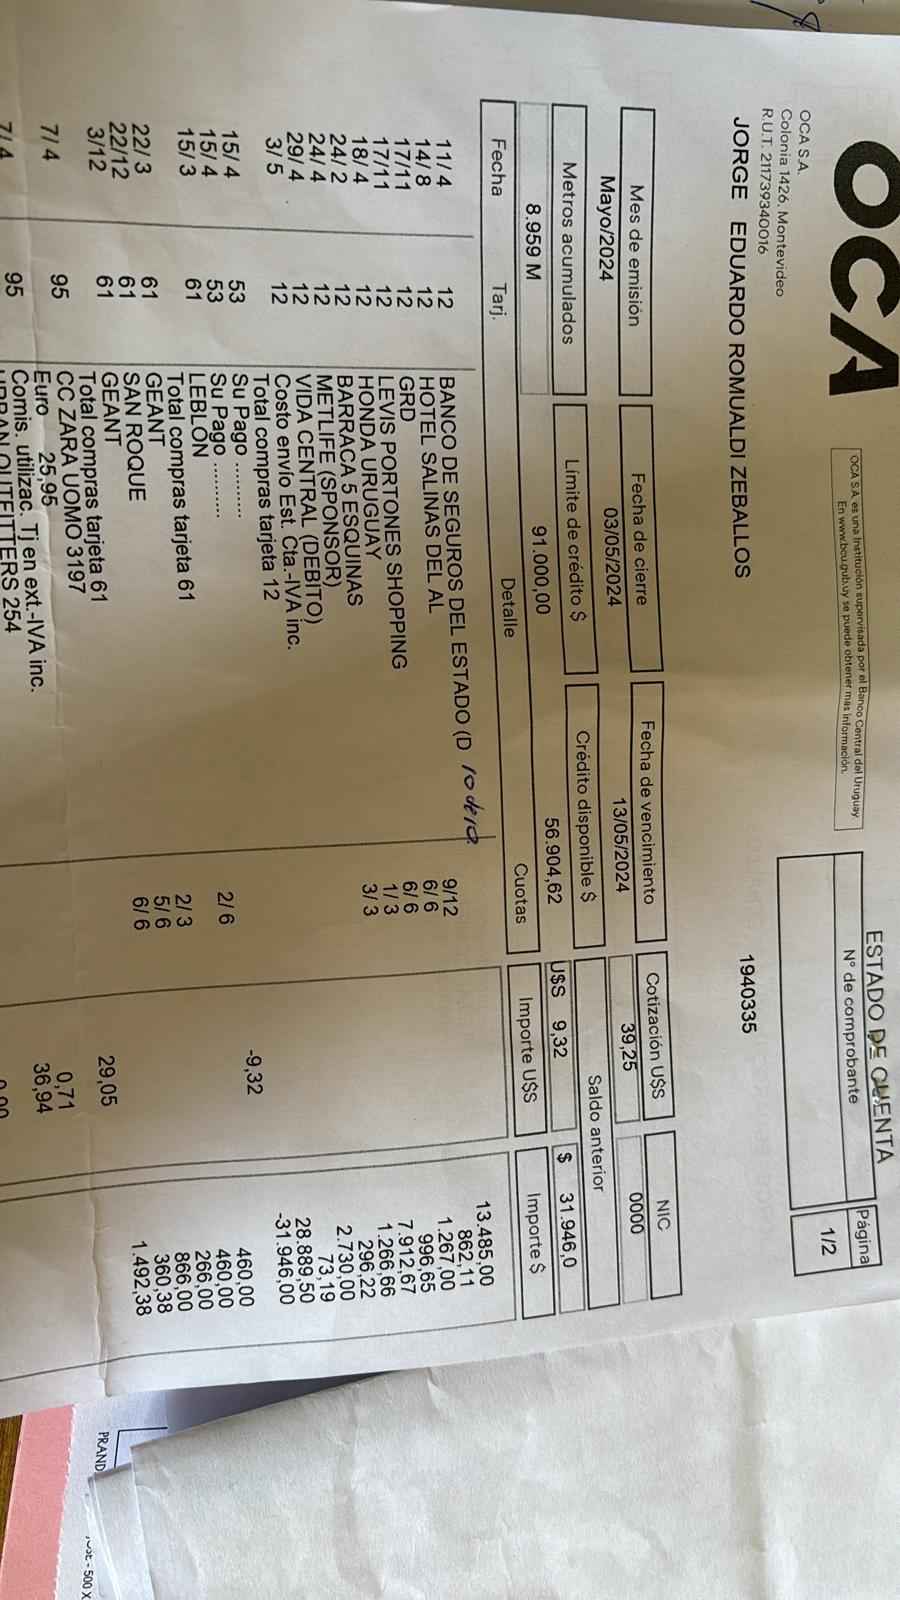 OCA
OCA S.A. es una Institución supervisada por el Banco Central del Uruguay.
En www.bcu.gub.uy se puede obtener más información.
ESTADO DE CUENTA
N° de comprobante
Página
1/2
OCA S.A.
Colonia 1426, Montevideo
R.U.T. 211739340016
JORGE EDUARDO ROMUALDI ZEBALLOS
1940335
Mes de emisión Fecha de cierre Fecha de vencimiento Cotización U$S NIC
Mayo/2024 03/05/2024 13/05/2024 39,25 0000
Metros acumulados Límite de crédito $ Crédito disponible $ Saldo anterior
8.959 M 91.000,00 56.904,62 U$S 9,32 $ 31.946,0
Fecha Tarj. Detalle Cuotas Importe U$S Importe $
11/ 4 12 BANCO DE SEGUROS DEL ESTADO (D 13.485,00
14/ 8 12 HOTEL SALINAS DEL AL 9/12 862,11
17/11 12 GRD 6/ 6 1.267,00
17/11 12 LEVIS PORTONES SHOPPING 6/ 6 996,65
18/ 4 12 HONDA URUGUAY 1/ 3 7.912,67
24/ 2 12 BARRACA 5 ESQUINAS 3/ 3 1.266,66
24/ 4 12 METLIFE (SPONSOR) 296,22
29/ 4 12 VIDA CENTRAL (DEBITO) 2.730,00
3/ 5 12 Costo envío Est. Cta.-IVA inc. 73,19
Total compras tarjeta 12 28.889,50
15/ 4 53 Su Pago .......... -31.946,00
15/ 4 53 Su Pago .......... -9,32
15/ 3 61 LEBLON 2/ 6 460,00
Total compras tarjeta 61 460,00
22/ 3 61 GEANT 2/ 3 266,00
22/12 61 SAN ROQUE 5/ 6 866,00
3/12 61 GEANT 6/ 6 360,38
Total compras tarjeta 61 1.492,38
7/ 4 95 CC ZARA UOMO 3197 29,05
Euro 25,95
Comis. utilizac. Tj en ext.-IVA inc. 0,71
7/ 4 95 URBAN OUTFITTERS 254 36,94
0,90
PRAND
500 X